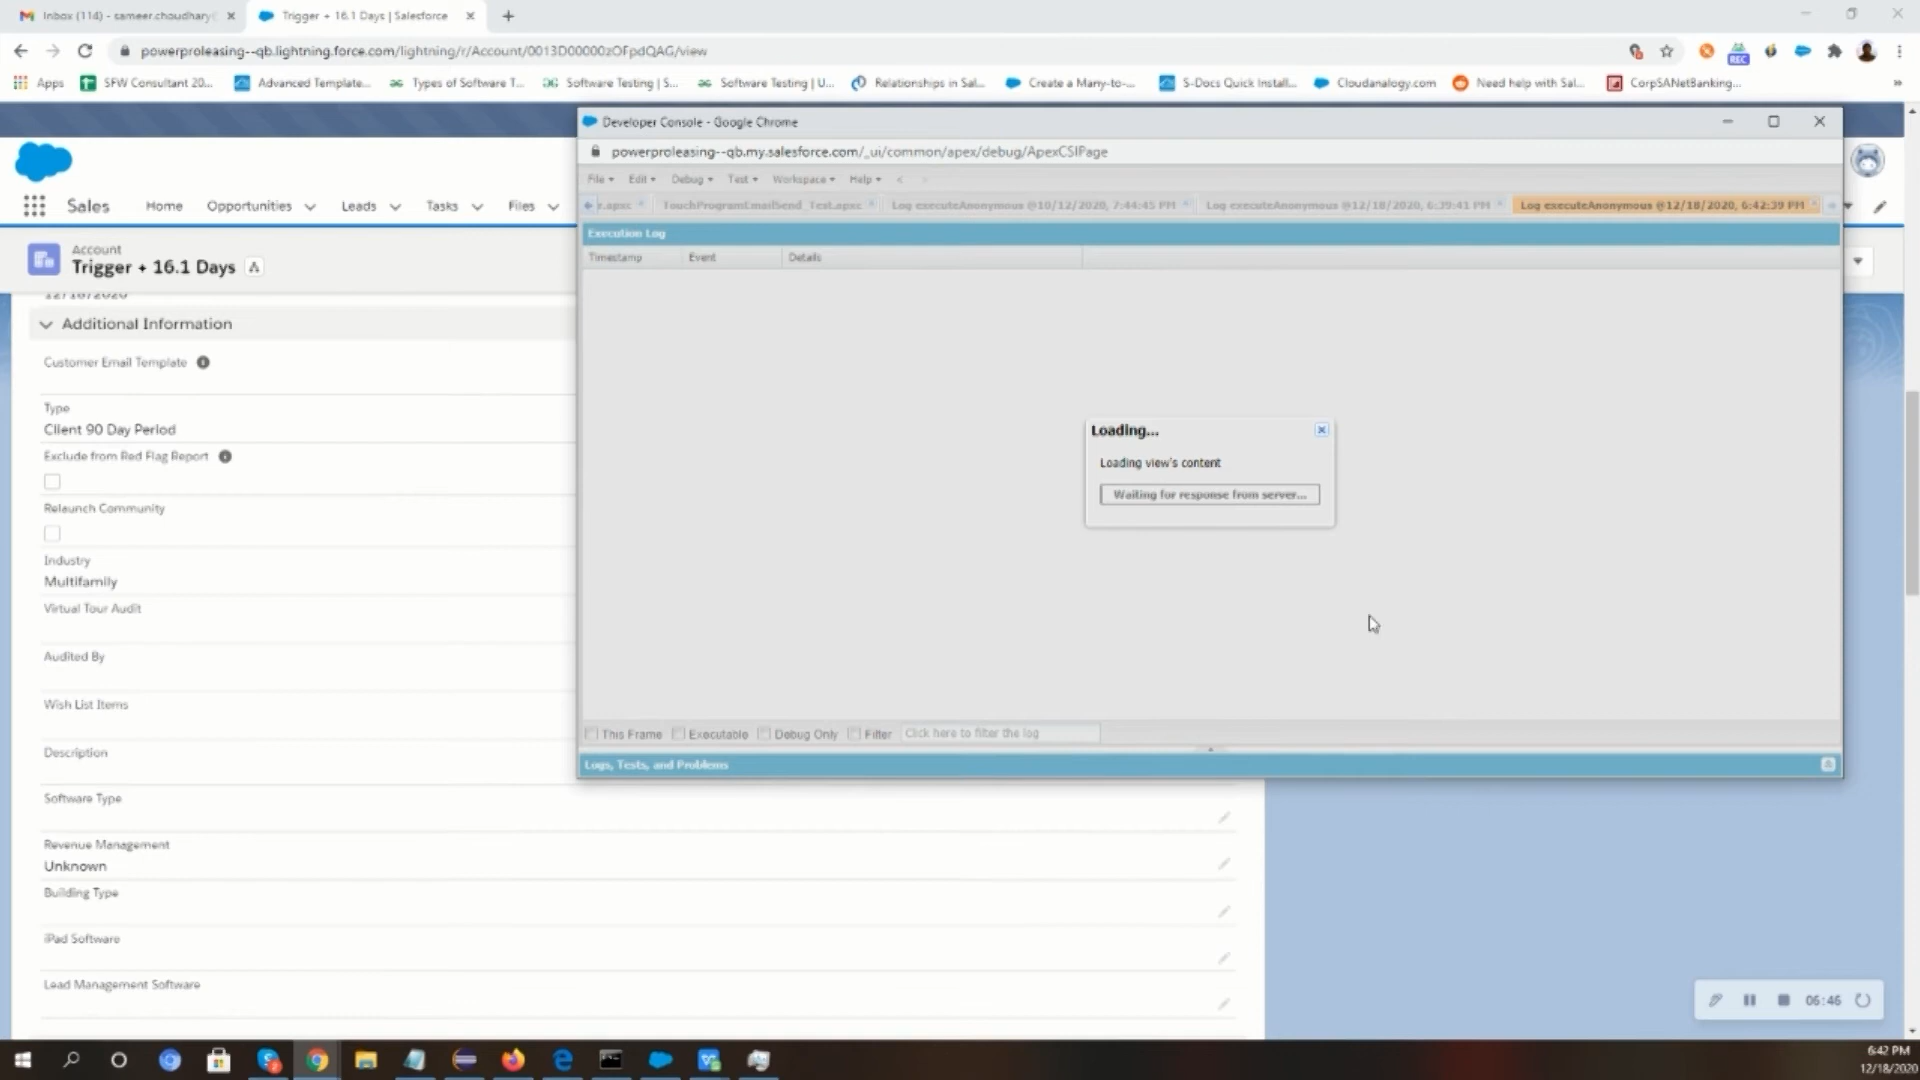 Inbox (114) - sameer.choudhary
Trigger + 16.1 Days | Salesforce
powerproleasing--qb.lightning.force.com/lightning/r/Account/0013D00000zOFpdQAG/view
REC
Apps
SFW Consultant 20...
Advanced Template...
Types of Software T...
Software Testing | S...
Software Testing | U...
Relationships in Sal...
Create a Many-to-...
S-Docs Quick Install...
Cloudanalogy.com
Need help with Sal...
CorpSANetBanking...
Developer Console - Google Chrome
powerproleasing--qb.my.salesforce.com/_ui/common/apex/debug/ApexCSIPage
File
Edit
Debug
Test
Workspace
Help
r.apxc
TouchProgramEmailSend_Test.apxc
Log executeAnonymous @10/12/2020, 7:44:45 PM
Log executeAnonymous @12/18/2020, 6:39:41 PM
Log executeAnonymous @12/18/2020, 6:42:39 PM
Sales
Home
Opportunities
Leads
Tasks
Files
Execution Log
Timestamp
Event
Details
Account
Trigger + 16.1 Days
12/18/2020
Additional Information
Customer Email Template
Type
Client 90 Day Period
Exclude from Red Flag Report
Relaunch Community
Industry
Multifamily
Virtual Tour Audit
Audited By
Wish List Items
Description
Software Type
Revenue Management
Unknown
Building Type
iPad Software
Lead Management Software
Loading...
Loading view's content
Waiting for response from server...
This Frame
Executable
Debug Only
Filter
Click here to filter the log
Logs, Tests, and Problems
06:46
6:42 PM
12/18/2020